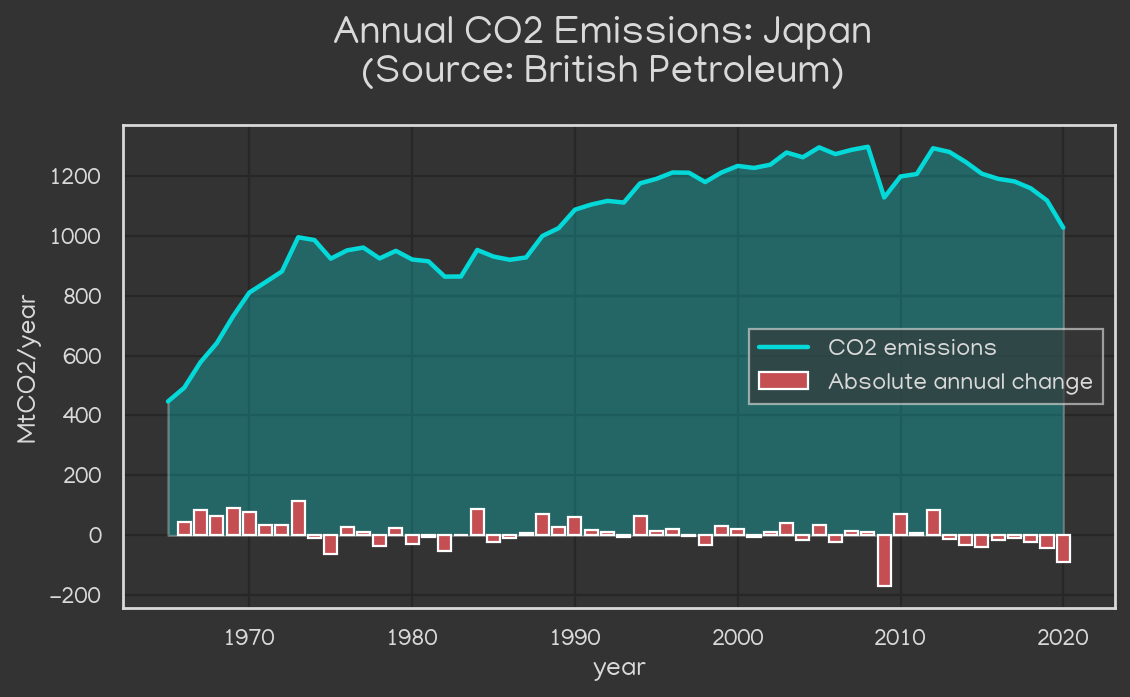 Annual CO2 Emissions: Japan
(Source: British Petroleum)
MtCO2/year
1200
1000
800
600
400
200
0
−200
CO2 emissions
Absolute annual change
1970 1980 1990 2000 2010 2020
year